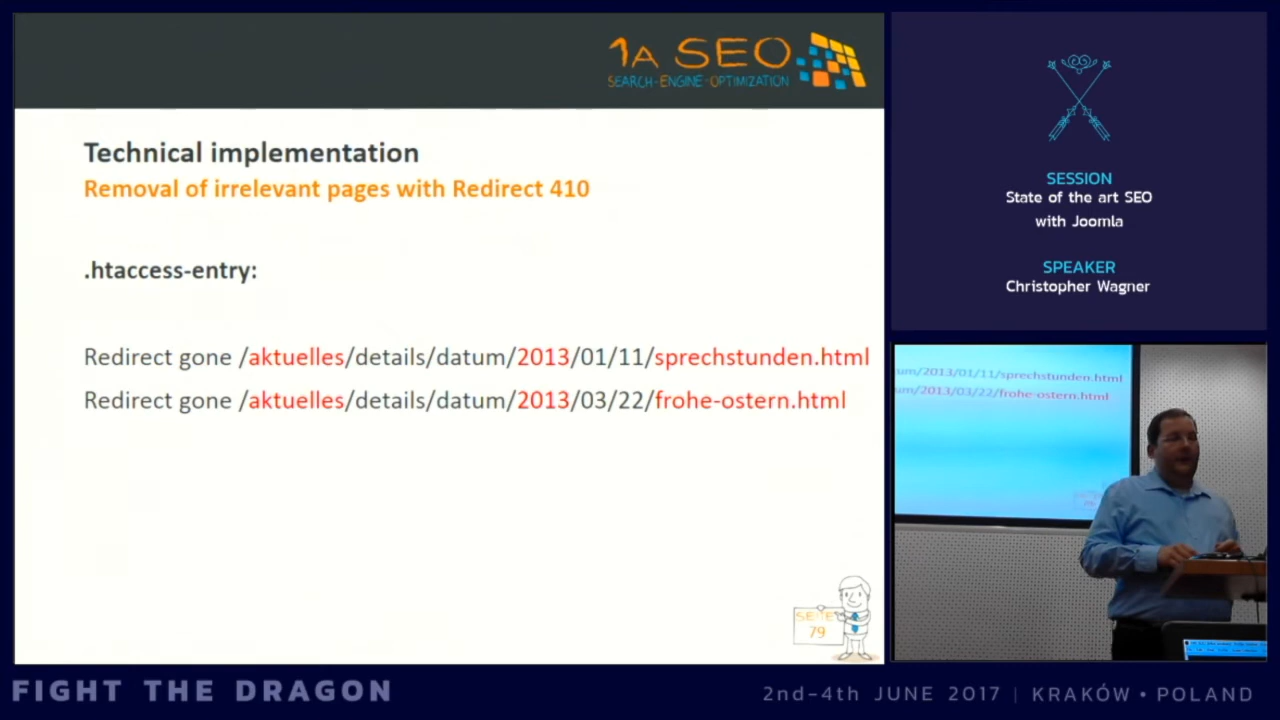 1A SEO
SEARCH-ENGINE-OPTIMIZATION
Technical implementation
Removal of irrelevant pages with Redirect 410
.htaccess-entry:
Redirect gone /aktuelles/details/datum/2013/01/11/sprechstunden.html
Redirect gone /aktuelles/details/datum/2013/03/22/frohe-ostern.html
SEITE
79
SESSION
State of the art SEO
with Joomla
SPEAKER
Christopher Wagner
um/2013/01/11/sprechstunden.html
um/2013/03/22/frohe-ostern.html
FIGHT THE DRAGON
2nd-4th JUNE 2017 | KRAKÓW • POLAND